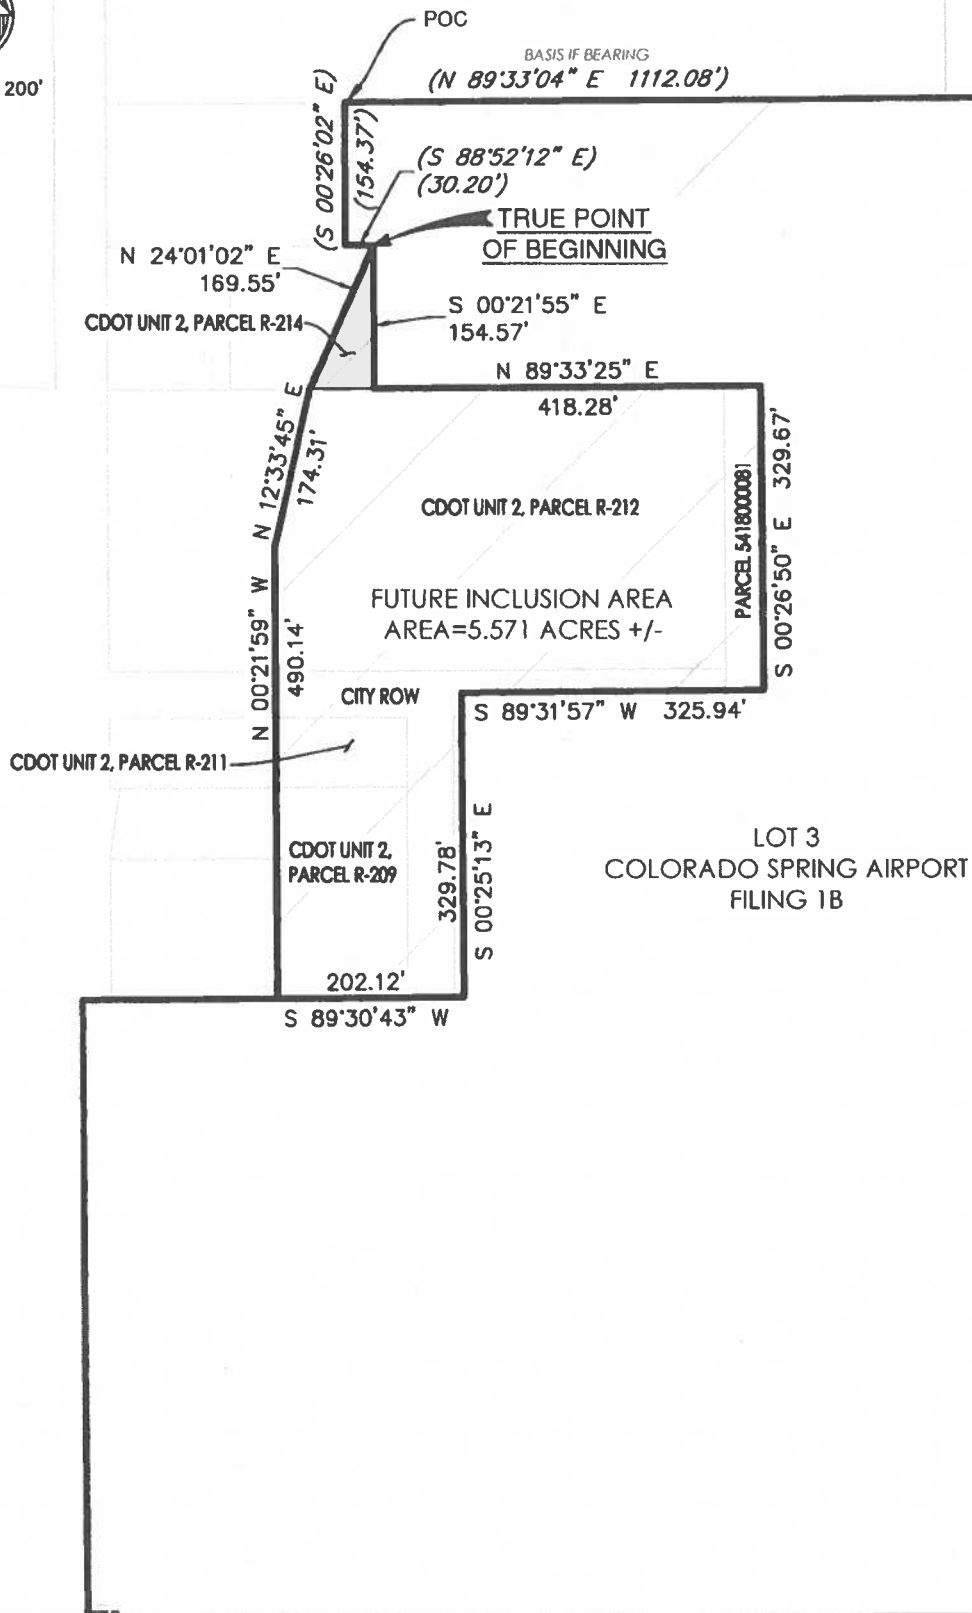 POC
BASIS IF BEARING
(N 89°33'04" E 1112.08')
200'
(S 00°26'02" E)
(154.37')
(S 88°52'12" E)
(30.20')
TRUE POINT
OF BEGINNING
N 24°01'02" E
169.55'
S 00°21'55" E
154.57'
CDOT UNIT 2, PARCEL R-214
N 89°33'25" E
418.28'
N 12°33'45" E
174.31'
CDOT UNIT 2, PARCEL R-212
PARCEL 5418000081
S 00°26'50" E 329.67'
FUTURE INCLUSION AREA
AREA=5.571 ACRES +/-
N 00°21'59" W
490.14'
CITY ROW
S 89°31'57" W 325.94'
CDOT UNIT 2, PARCEL R-211
CDOT UNIT 2,
PARCEL R-209
329.78'
S 00°25'13" E
LOT 3
COLORADO SPRING AIRPORT
FILING 1B
202.12'
S 89°30'43" W